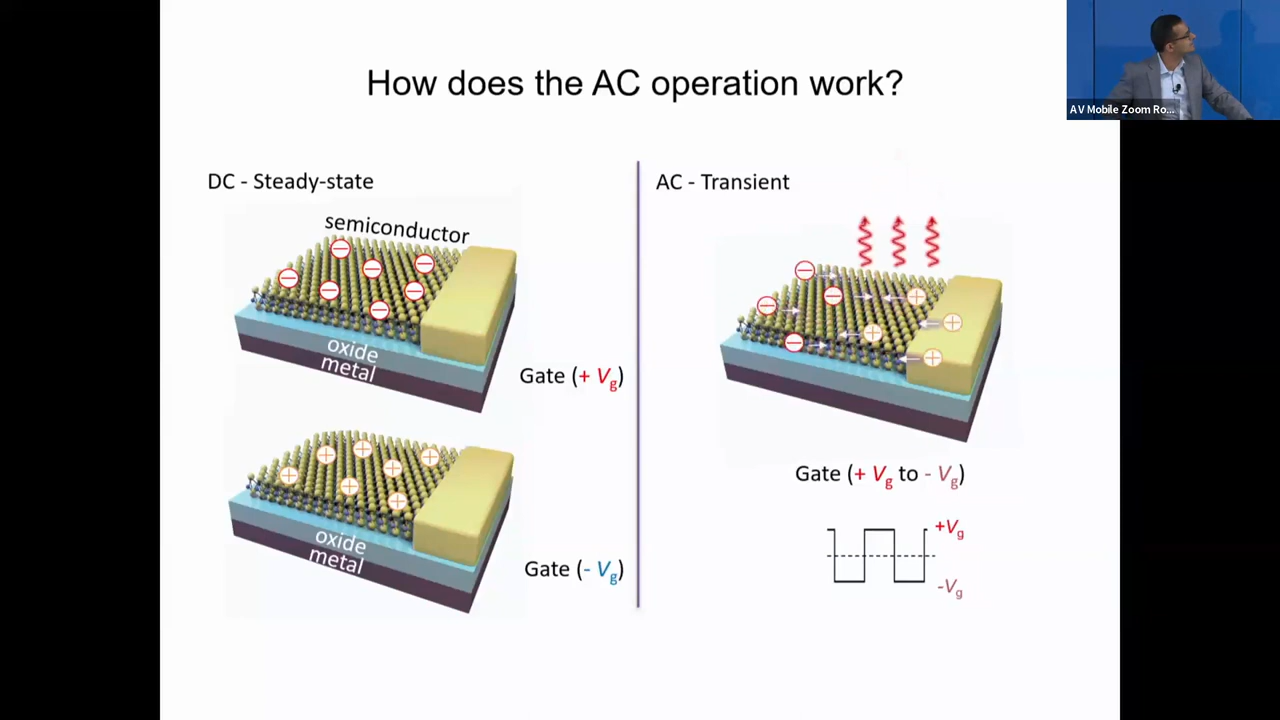 How does the AC operation work?
AV Mobile Zoom Ro...
DC - Steady-state
semiconductor
oxide
metal
Gate (+ Vg)
oxide
metal
Gate (- Vg)
AC - Transient
Gate (+ Vg to - Vg)
+Vg
-Vg